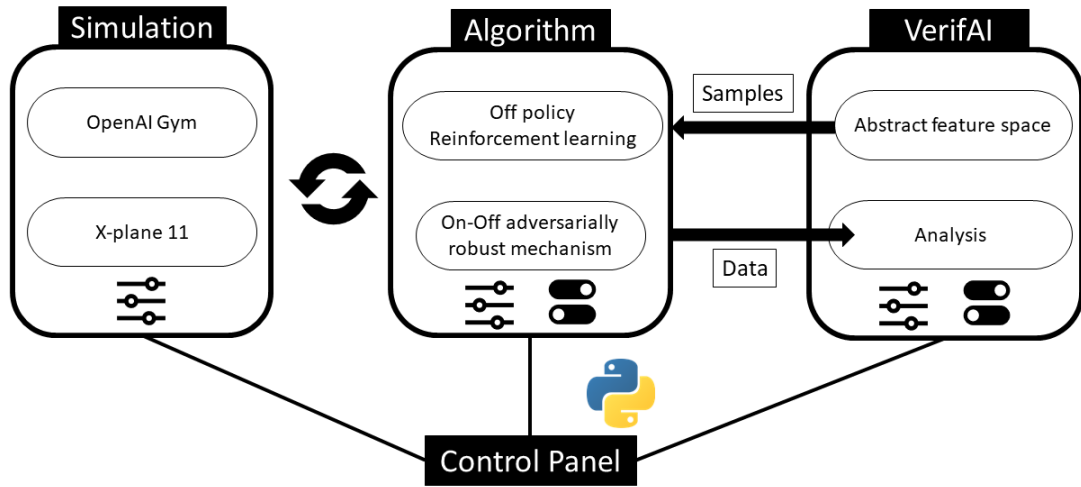 Simulation
OpenAI Gym
X-plane 11
Algorithm
Off policy
Reinforcement learning
On-Off adversarially
robust mechanism
Samples
Data
VerifAI
Abstract feature space
Analysis
Control Panel